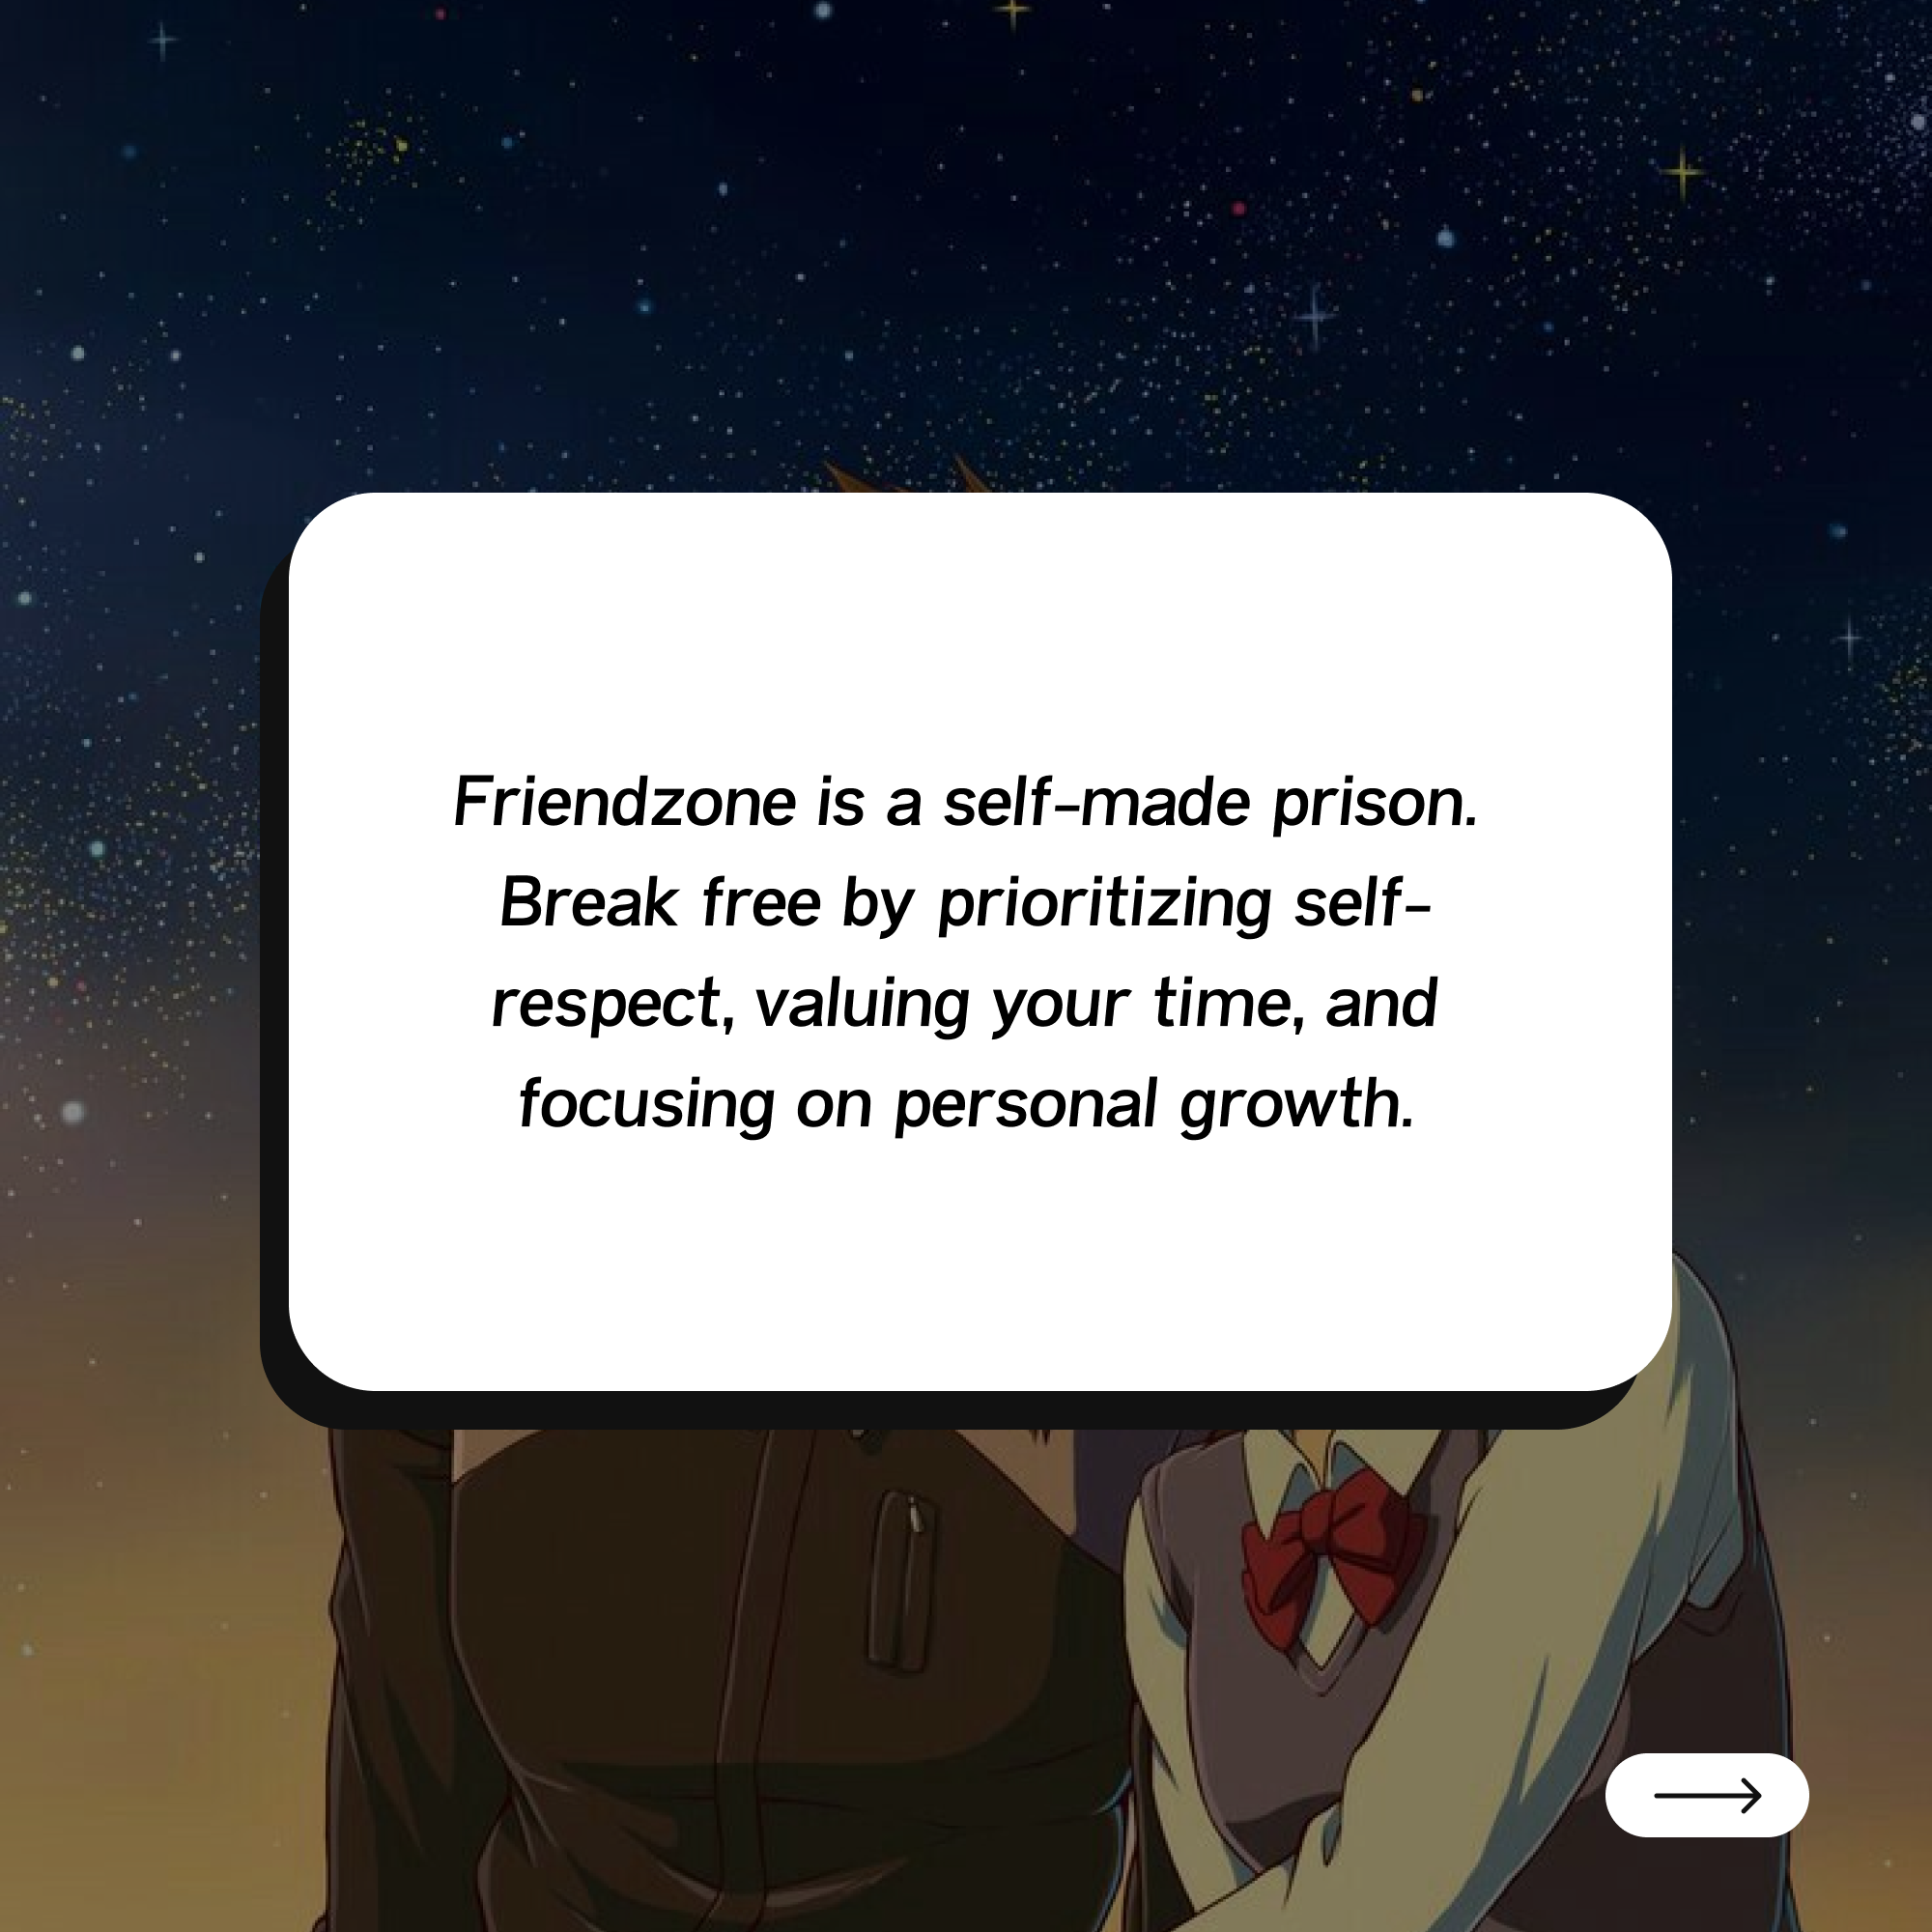 Friendzone is a self-made prison.
Break free by prioritizing self-
respect, valuing your time, and
focusing on personal growth.